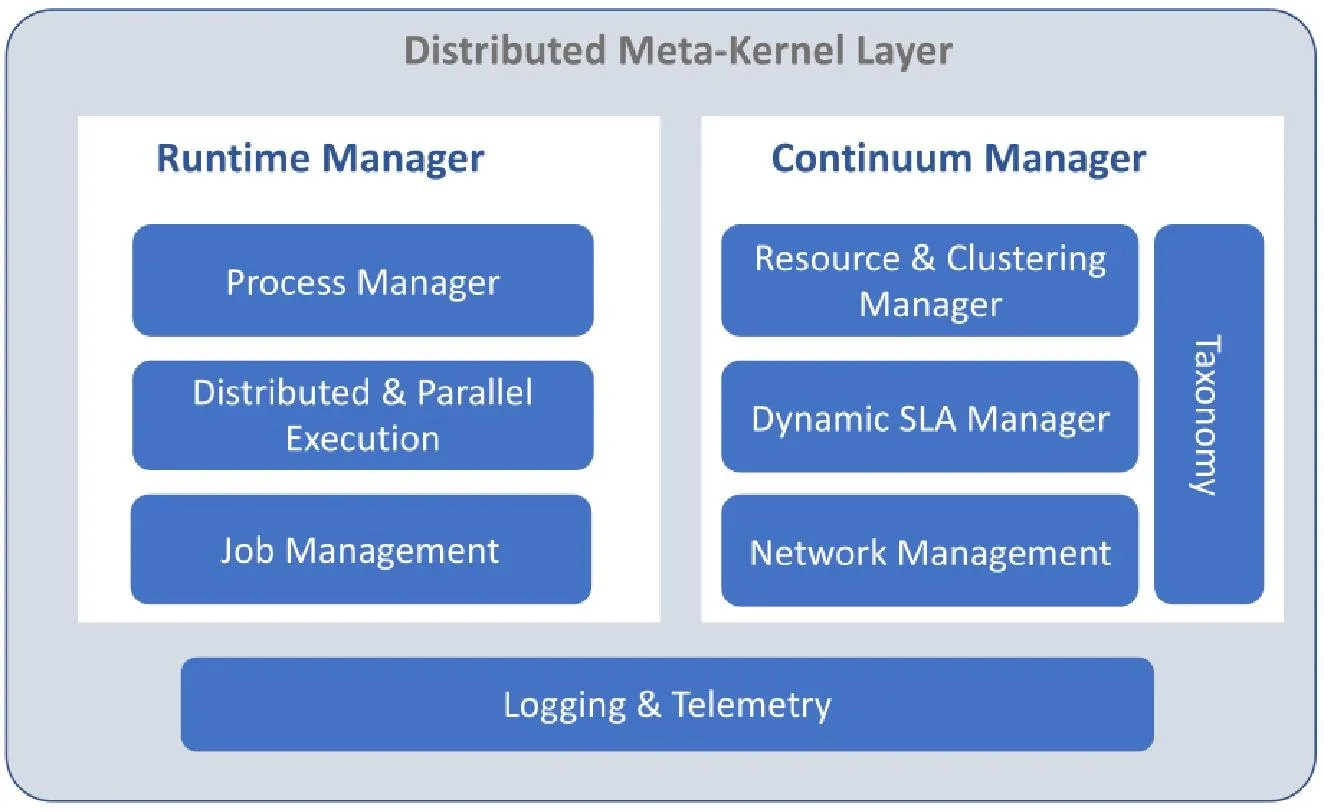 Distributed Meta-Kernel Layer
Runtime Manager
Process Manager
Distributed & Parallel
Execution
Job Management
Continuum Manager
Resource & Clustering
Manager
Dynamic SLA Manager
Network Management
Taxonomy
Logging & Telemetry